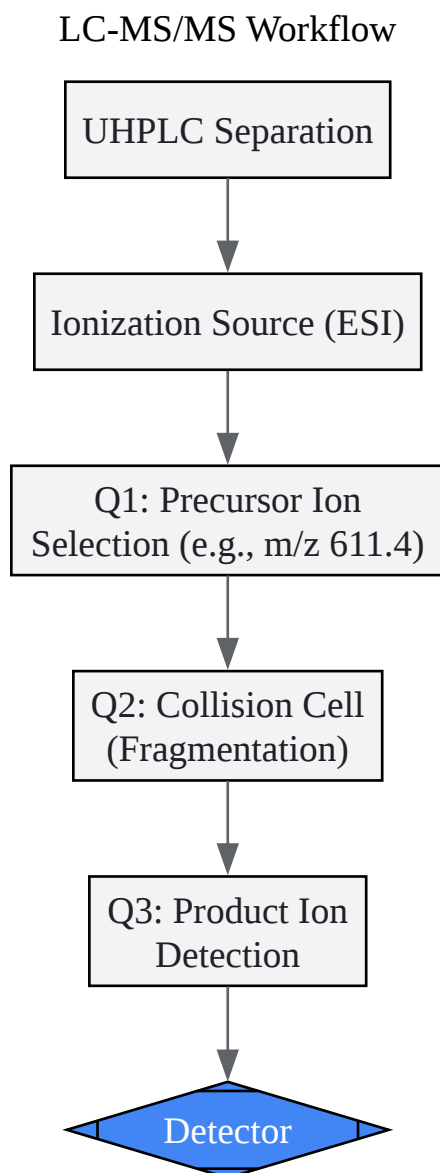 LC-MS/MS Workflow
UHPLC Separation
Ionization Source (ESI)
Q1: Precursor Ion
Selection (e.g., m/z 611.4)
Q2: Collision Cell
(Fragmentation)
Q3: Product Ion
Detection
Detector